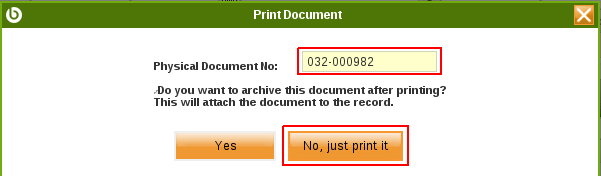 Print Document
Physical Document No: 032-000982
Do you want to archive this document after printing?
This will attach the document to the record.
Yes No, just print it